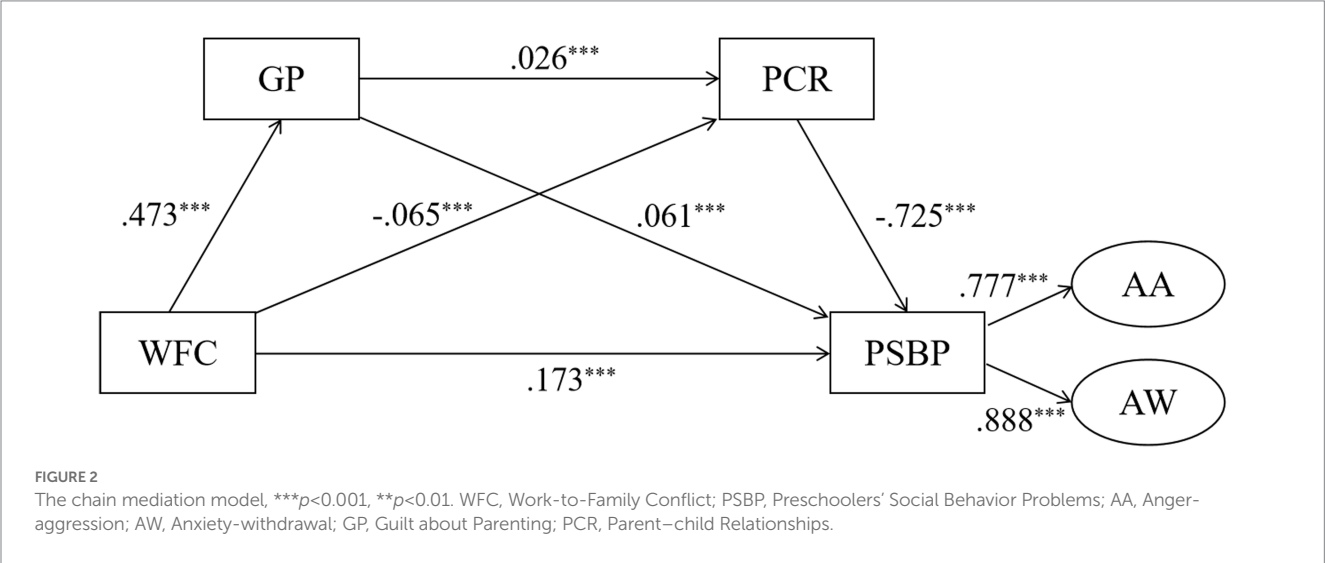 GP
.026***
PCR
.473***
-.065***
.061***
-.725***
.777***
AA
WFC
.173***
PSBP
.888***
AW
FIGURE 2
The chain mediation model, ***p<0.001, **p<0.01. WFC, Work-to-Family Conflict; PSBP, Preschoolers’ Social Behavior Problems; AA, Anger-
aggression; AW, Anxiety-withdrawal; GP, Guilt about Parenting; PCR, Parent–child Relationships.